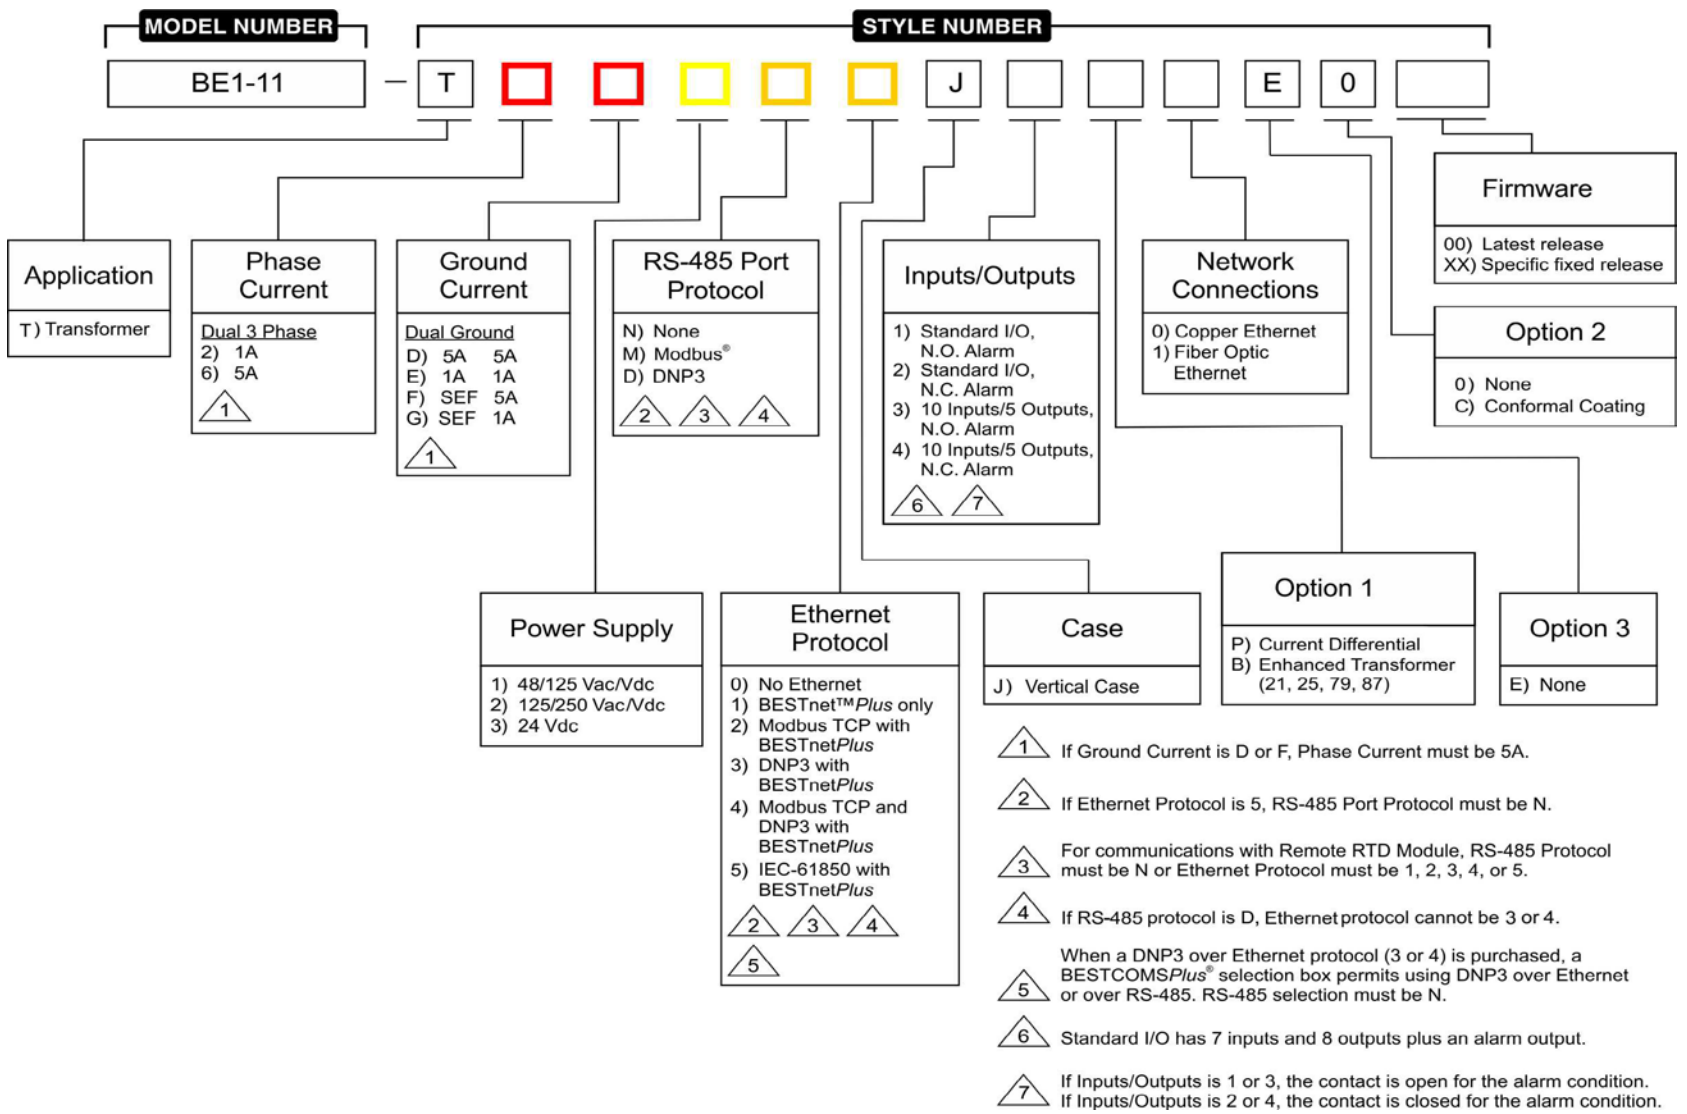 MODEL NUMBER
STYLE NUMBER
BE1-11 — T J E 0
Application
T) Transformer
Phase
Current
Dual 3 Phase
2) 1A
6) 5A
1
Ground
Current
Dual Ground
D) 5A 5A
E) 1A 1A
F) SEF 5A
G) SEF 1A
1
RS-485 Port
Protocol
N) None
M) Modbus®
D) DNP3
2 3 4
Inputs/Outputs
1) Standard I/O,
N.O. Alarm
2) Standard I/O,
N.C. Alarm
3) 10 Inputs/5 Outputs,
N.O. Alarm
4) 10 Inputs/5 Outputs,
N.C. Alarm
6 7
Network
Connections
0) Copper Ethernet
1) Fiber Optic
Ethernet
Firmware
00) Latest release
XX) Specific fixed release
Option 2
0) None
C) Conformal Coating
Power Supply
1) 48/125 Vac/Vdc
2) 125/250 Vac/Vdc
3) 24 Vdc
Ethernet
Protocol
0) No Ethernet
1) BESTnet™Plus only
2) Modbus TCP with
BESTnetPlus
3) DNP3 with
BESTnetPlus
4) Modbus TCP and
DNP3 with
BESTnetPlus
5) IEC-61850 with
BESTnetPlus
2 3 4
5
Case
J) Vertical Case
Option 1
P) Current Differential
B) Enhanced Transformer
(21, 25, 79, 87)
Option 3
E) None
1 If Ground Current is D or F, Phase Current must be 5A.
2 If Ethernet Protocol is 5, RS-485 Port Protocol must be N.
3 For communications with Remote RTD Module, RS-485 Protocol
must be N or Ethernet Protocol must be 1, 2, 3, 4, or 5.
4 If RS-485 protocol is D, Ethernet protocol cannot be 3 or 4.
When a DNP3 over Ethernet protocol (3 or 4) is purchased, a
5 BESTCOMSPlus® selection box permits using DNP3 over Ethernet
or over RS-485. RS-485 selection must be N.
6 Standard I/O has 7 inputs and 8 outputs plus an alarm output.
7 If Inputs/Outputs is 1 or 3, the contact is open for the alarm condition.
If Inputs/Outputs is 2 or 4, the contact is closed for the alarm condition.